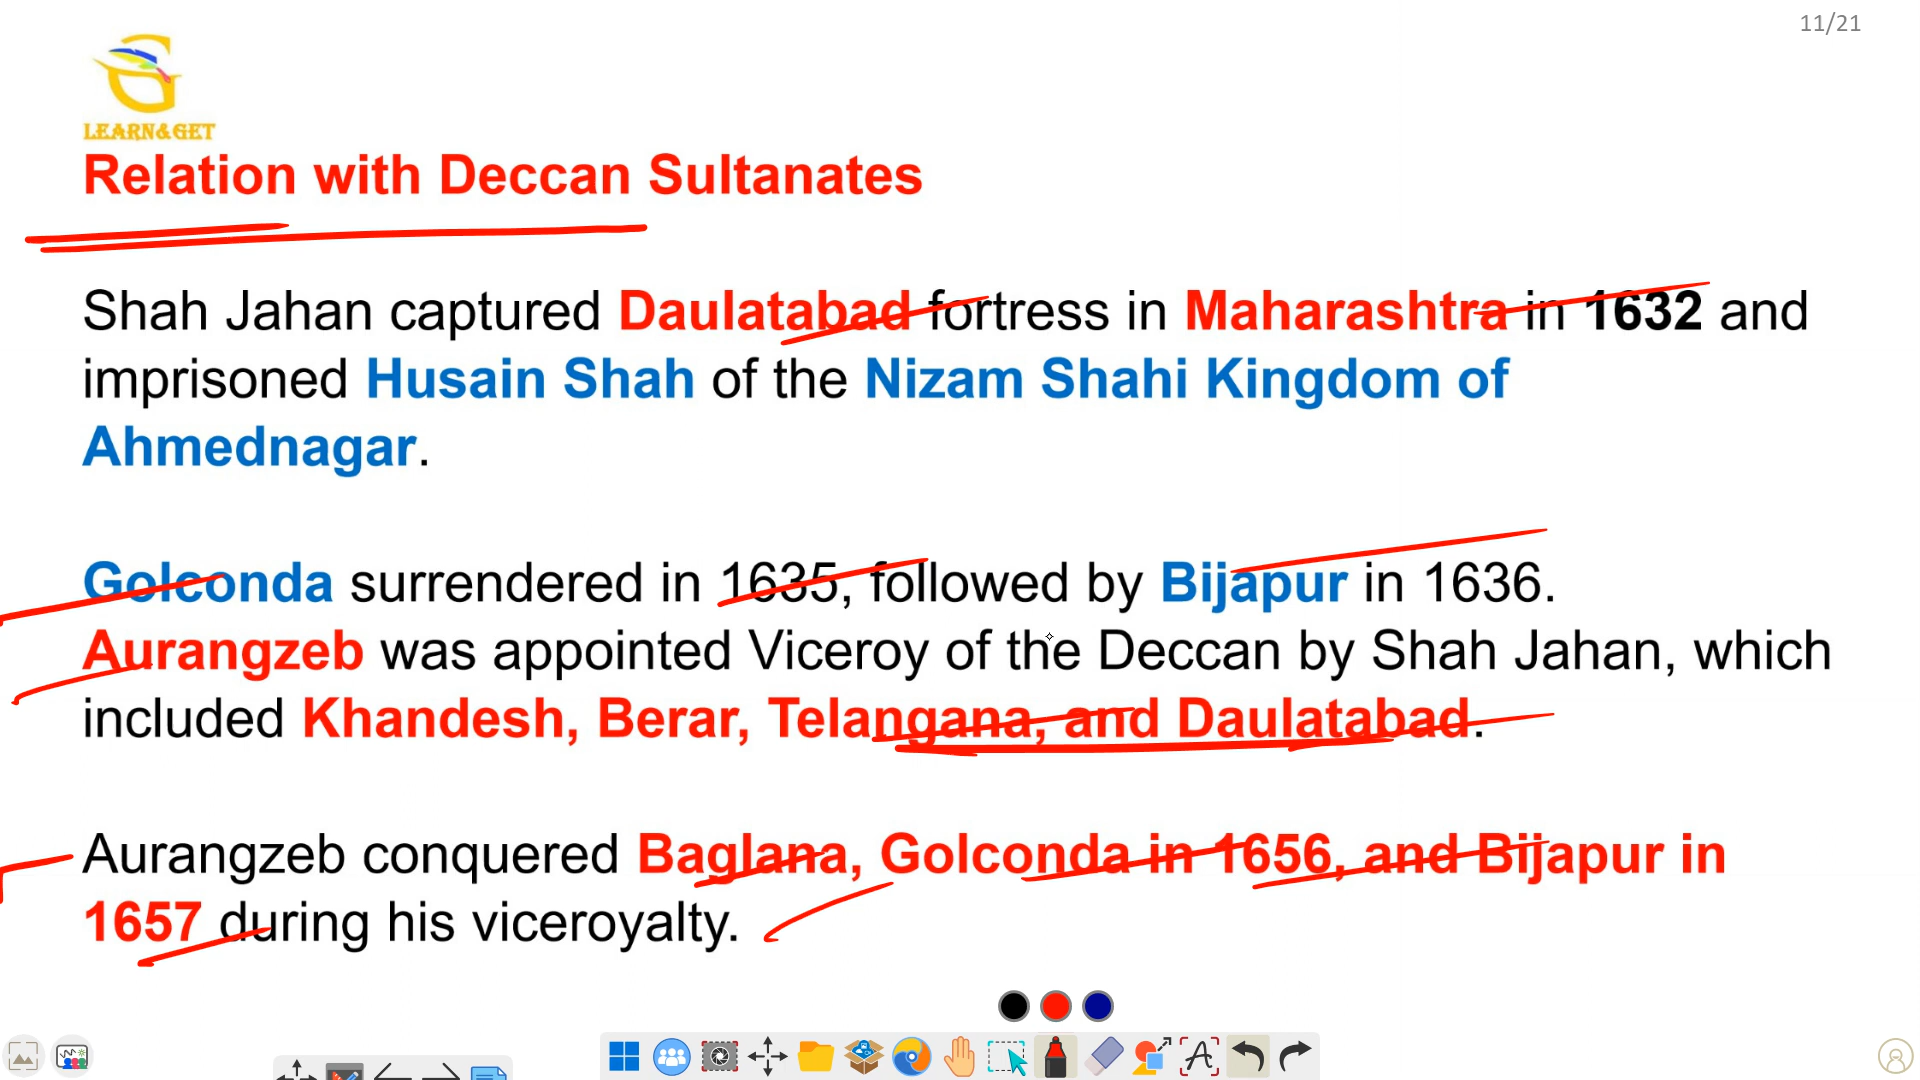 11/21
LEARN&GET
Relation with Deccan Sultanates
Shah Jahan captured Daulatabad fortress in Maharashtra in 1632 and
imprisoned Husain Shah of the Nizam Shahi Kingdom of
Ahmednagar.
Golconda surrendered in 1635, followed by Bijapur in 1636.
Aurangzeb was appointed Viceroy of the Deccan by Shah Jahan, which
included Khandesh, Berar, Telangana, and Daulatabad.
Aurangzeb conquered Baglana, Golconda in 1656, and Bijapur in
1657 during his viceroyalty.